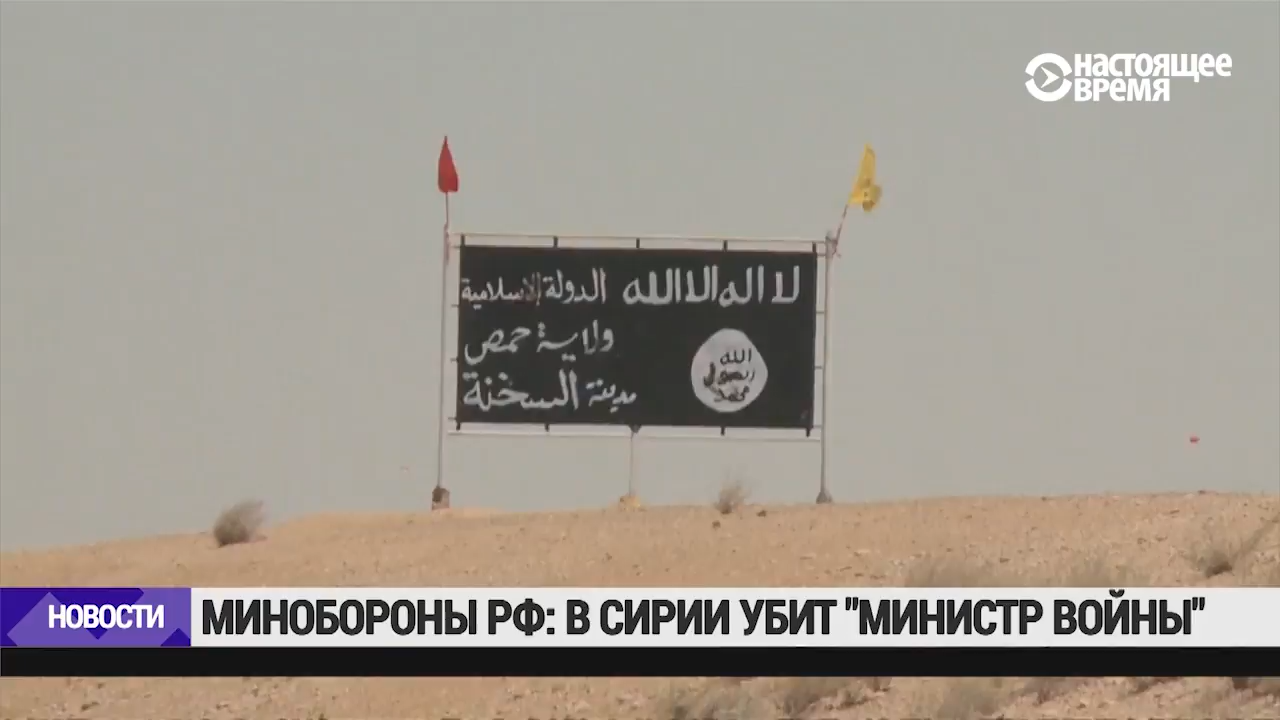 НАСТОЯЩЕЕ
ВРЕМЯ
لا اله الا الله
الله
رسول
محمد
الدولة الاسلامية
ولاية حمص
مدينة السخنة
НОВОСТИ
МИНОБОРОНЫ РФ: В СИРИИ УБИТ "МИНИСТР ВОЙНЫ"